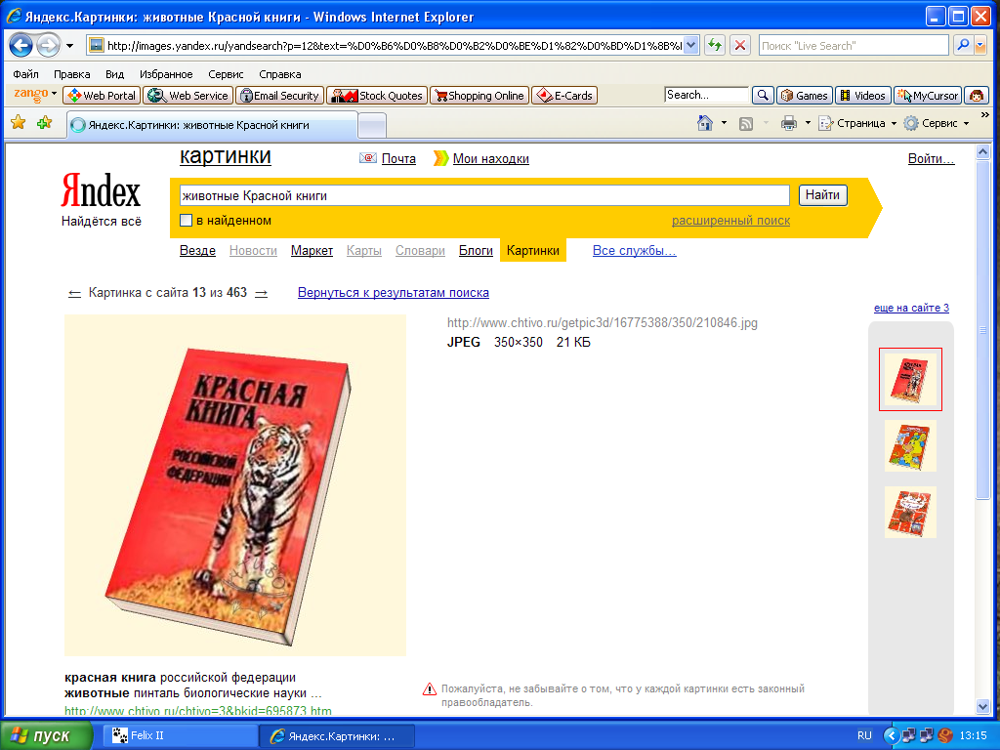 Яндекс.Картинки: животные Красной книги - Windows Internet Explorer
http://images.yandex.ru/yandsearch?p=12&text=%D0%B6%D0%B8%D0%B2%D0%BE%D1%82%D0%BD%D1%8B%
Поиск "Live Search"
Файл Правка Вид Избранное Сервис Справка
zango Web Portal Web Service Email Security Stock Quotes Shopping Online E-Cards Search... Games Videos MyCursor
Яндекс.Картинки: животные Красной книги Страница Сервис »
картинки Почта Мои находки Войти…
Яndex
Найдётся всё
животные Красной книги Найти
в найденном расширенный поиск
Везде Новости Маркет Карты Словари Блоги Картинки Все службы…
← Картинка с сайта 13 из 463 → Вернуться к результатам поиска
еще на сайте 3
http://www.chtivo.ru/getpic3d/16775388/350/210846.jpg
JPEG 350×350 21 КБ
КРАСНАЯ
КНИГА
РОССИЙСКОЙ
ФЕДЕРАЦИИ
красная книга российской федерации
животные пинталь биологические науки …
http://www.chtivo.ru/chtivo=3&bkid=695873.htm
Пожалуйста, не забывайте о том, что у каждой картинки есть законный
правообладатель.
пуск Felix II Яндекс.Картинки: ... RU 13:15